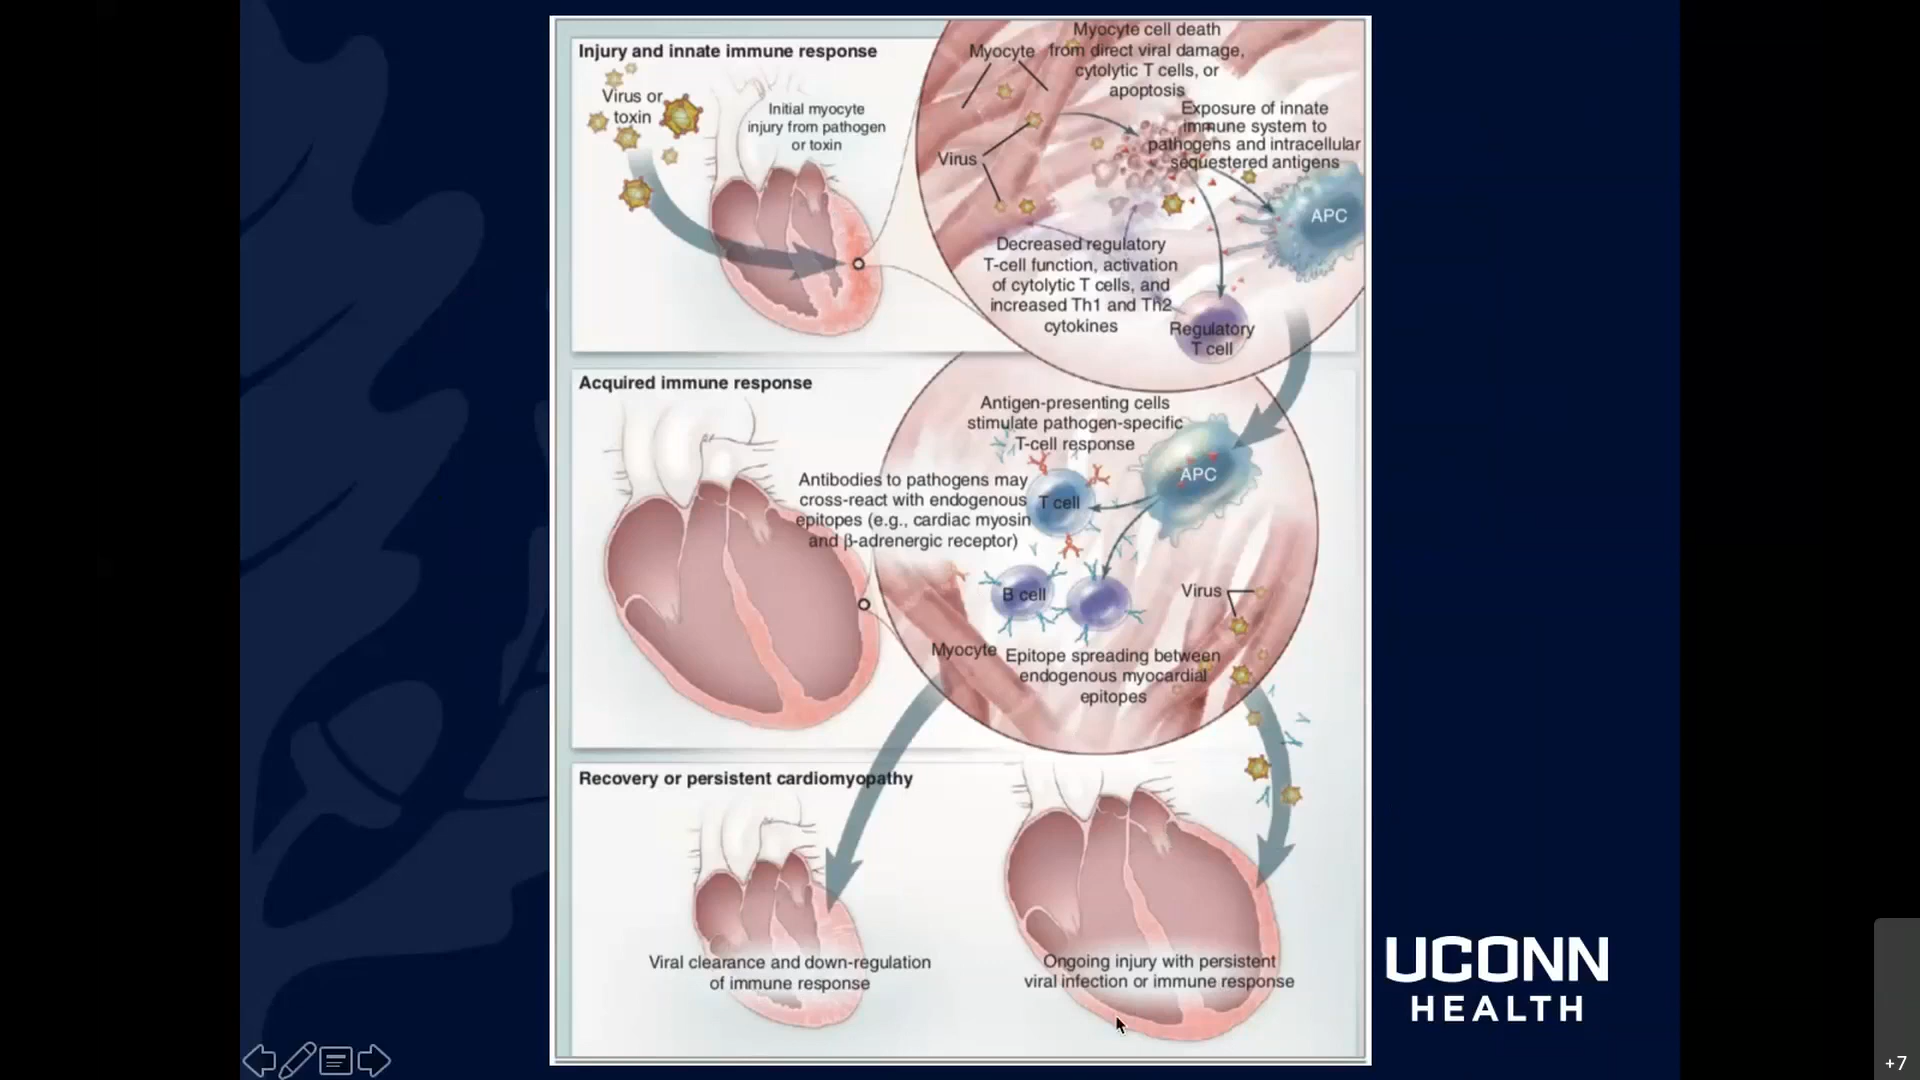 Injury and innate immune response
Virus or
toxin
Initial myocyte
injury from pathogen
or toxin
Myocyte
Myocyte cell death
from direct viral damage,
cytolytic T cells, or
apoptosis
Exposure of innate
immune system to
pathogens and intracellular
sequestered antigens
Virus
APC
Decreased regulatory
T-cell function, activation
of cytolytic T cells, and
increased Th1 and Th2
cytokines
Regulatory
T cell
Acquired immune response
Antigen-presenting cells
stimulate pathogen-specific
T-cell response
APC
Antibodies to pathogens may
cross-react with endogenous
epitopes (e.g., cardiac myosin
and β-adrenergic receptor)
T cell
B cell
Virus
Myocyte
Epitope spreading between
endogenous myocardial
epitopes
Recovery or persistent cardiomyopathy
Viral clearance and down-regulation
of immune response
Ongoing injury with persistent
viral infection or immune response
UCONN
HEALTH
+7